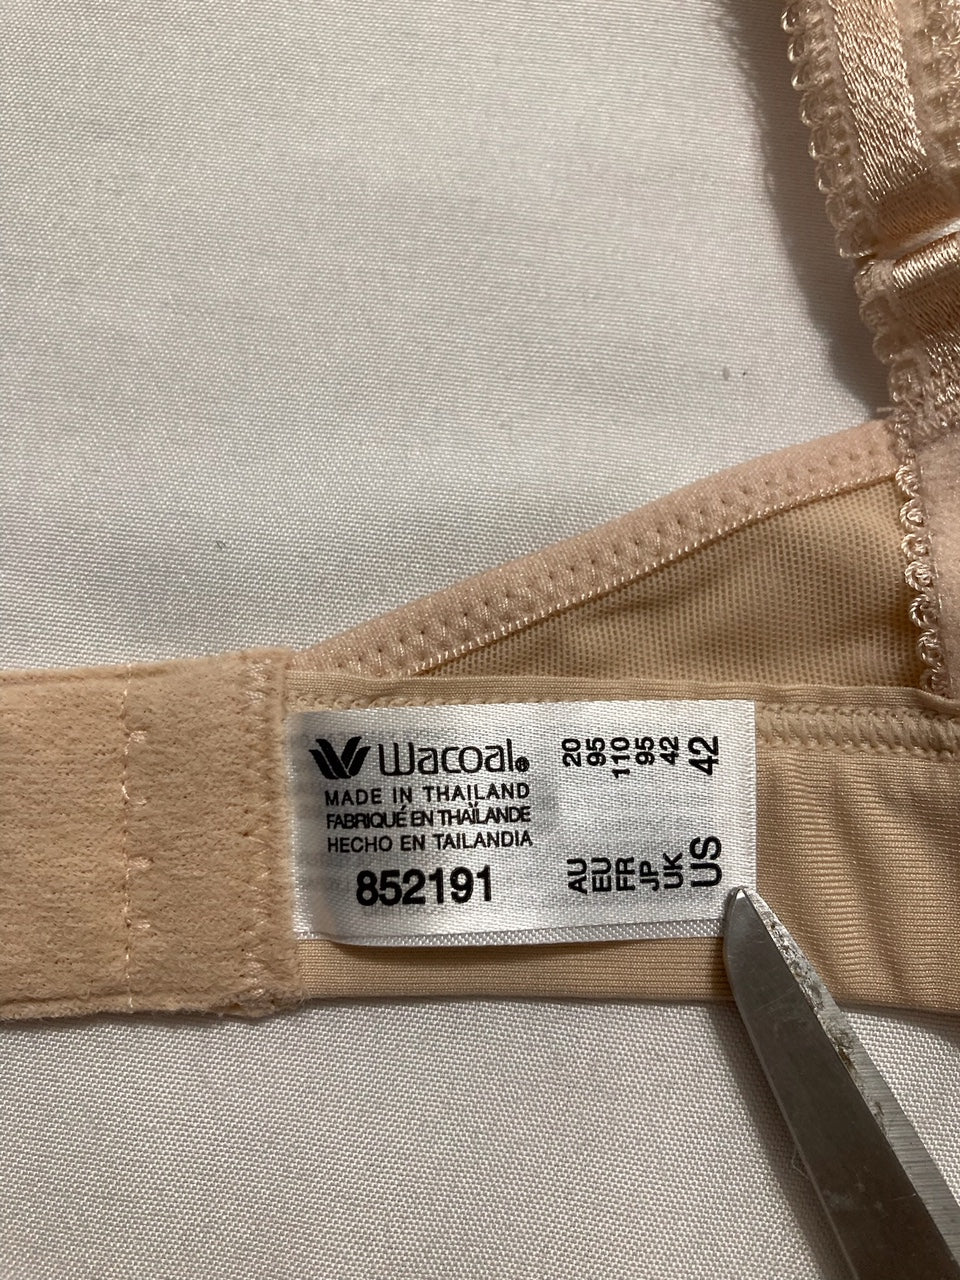 Wacoal®
MADE IN THAILAND
FABRIQUÉ EN THAÏLANDE
HECHO EN TAILANDIA
852191
AU 20
EU 95
FR 110
JP 95
UK 42
US 42